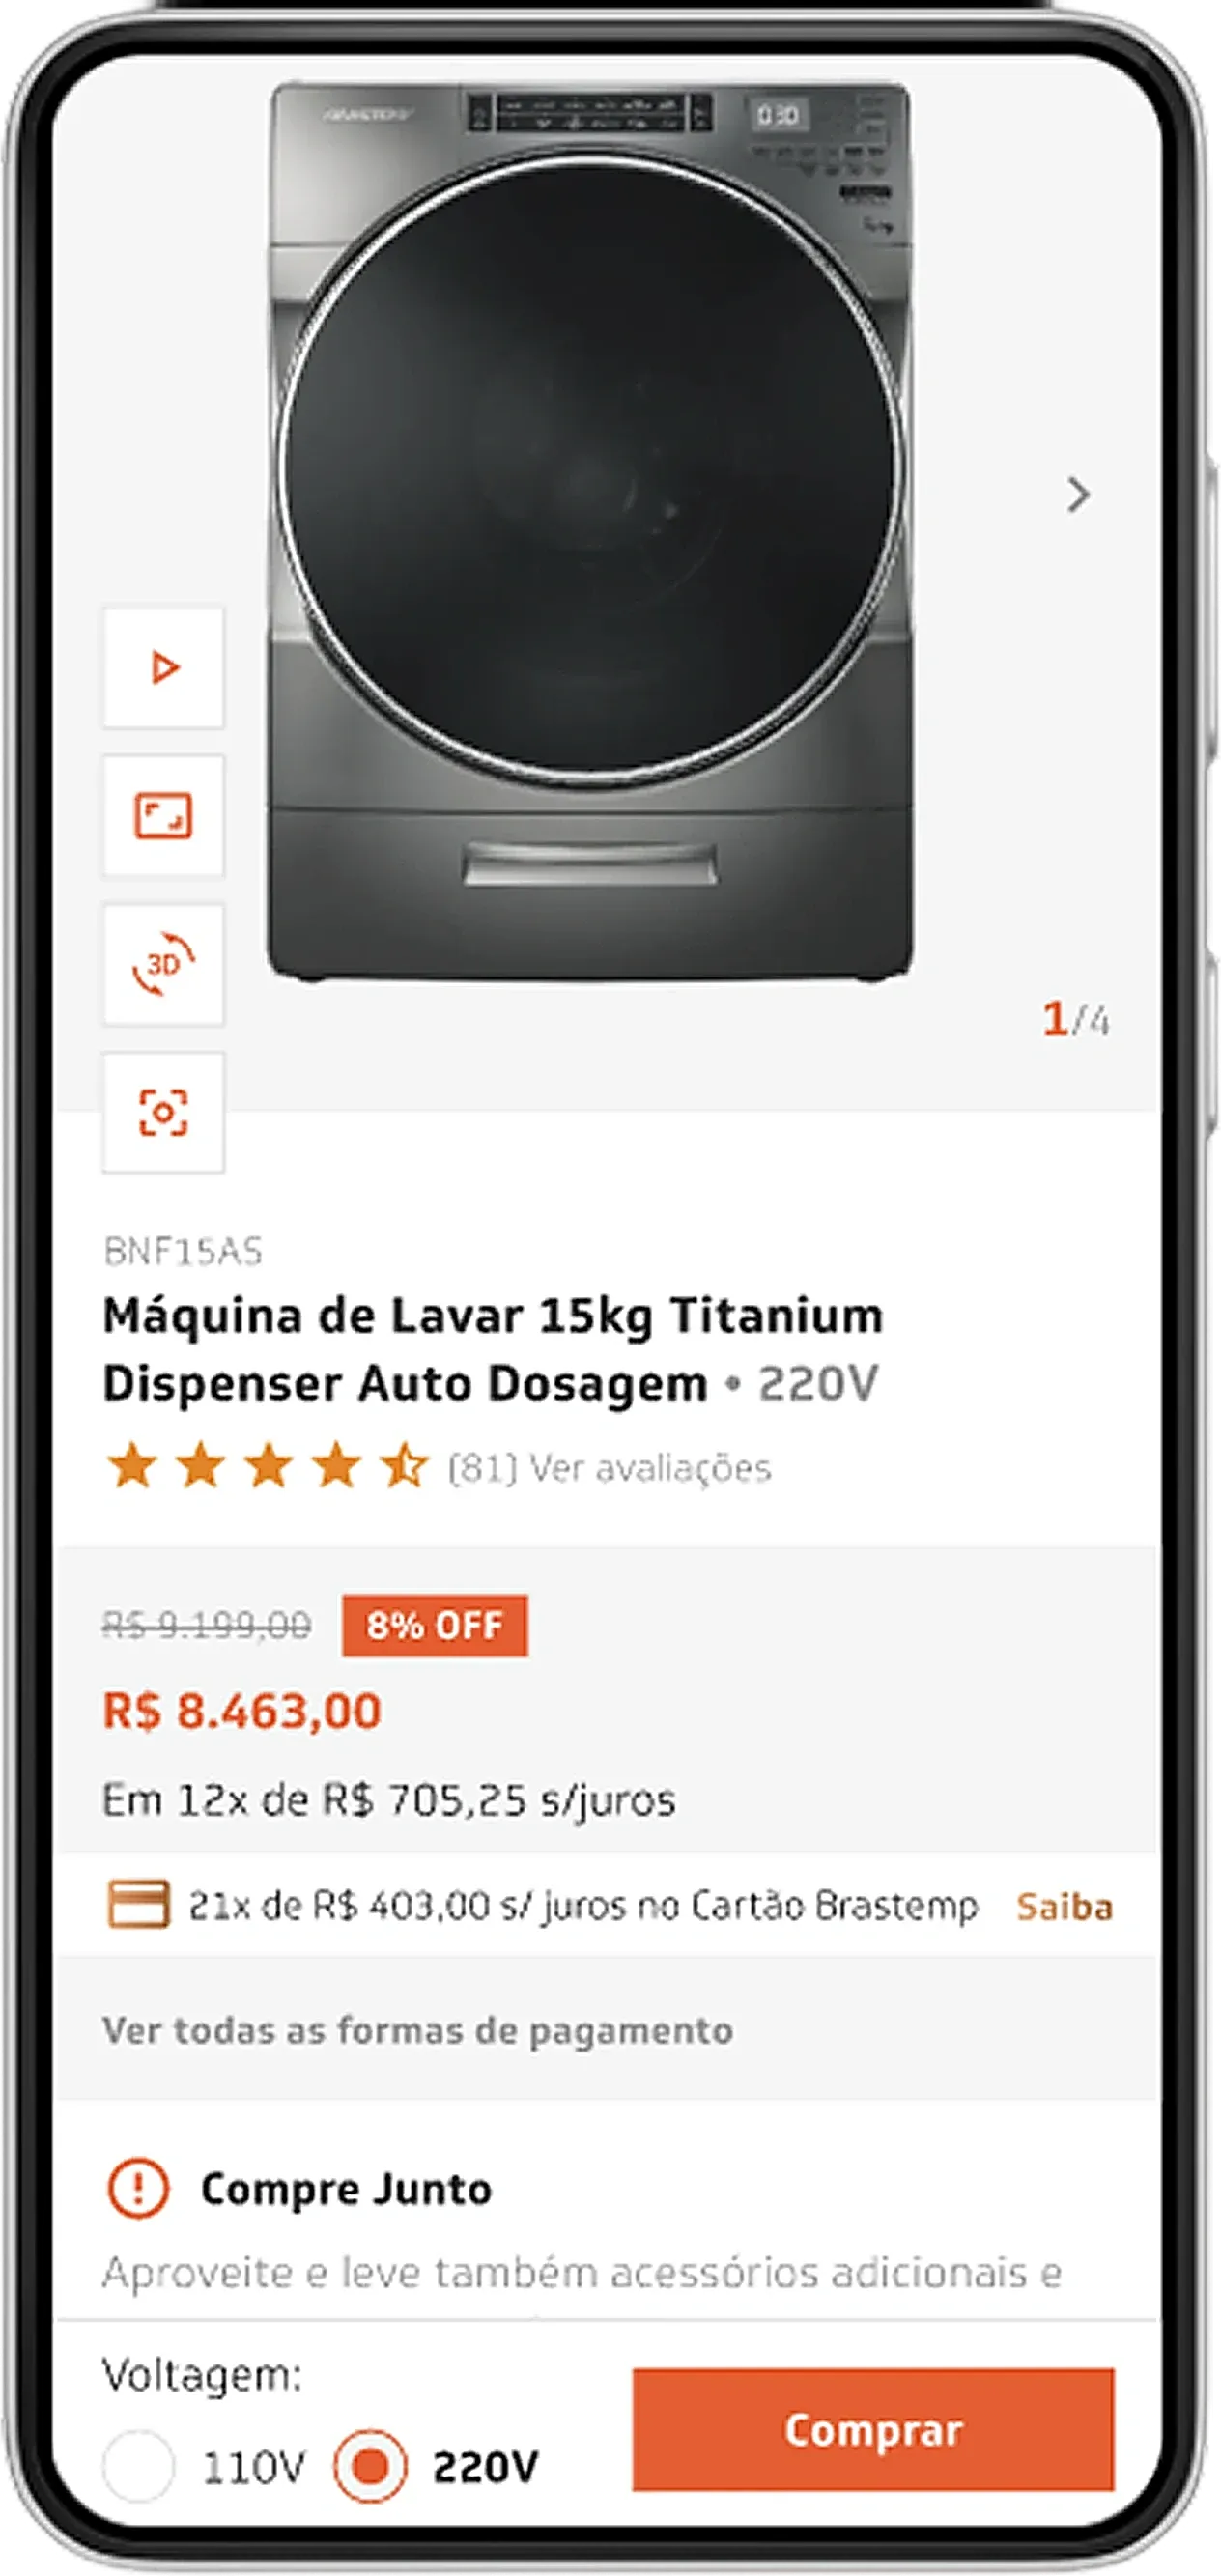 0:30
3D
1/4
BNF15AS
Máquina de Lavar 15kg Titanium
Dispenser Auto Dosagem • 220V
(81) Ver avaliações
R$ 9.199,00 8% OFF
R$ 8.463,00
Em 12x de R$ 705,25 s/juros
21x de R$ 403,00 s/ juros no Cartão Brastemp Saiba
Ver todas as formas de pagamento
Compre Junto
Aproveite e leve também acessórios adicionais e
Voltagem:
110V 220V
Comprar